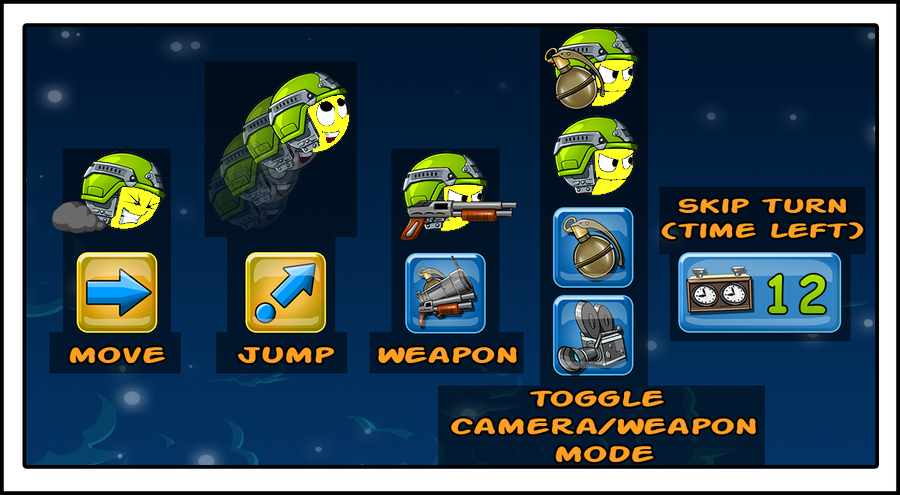 SKIP TURN
(TIME LEFT)
12
MOVE
JUMP
WEAPON
TOGGLE
CAMERA/WEAPON
MODE